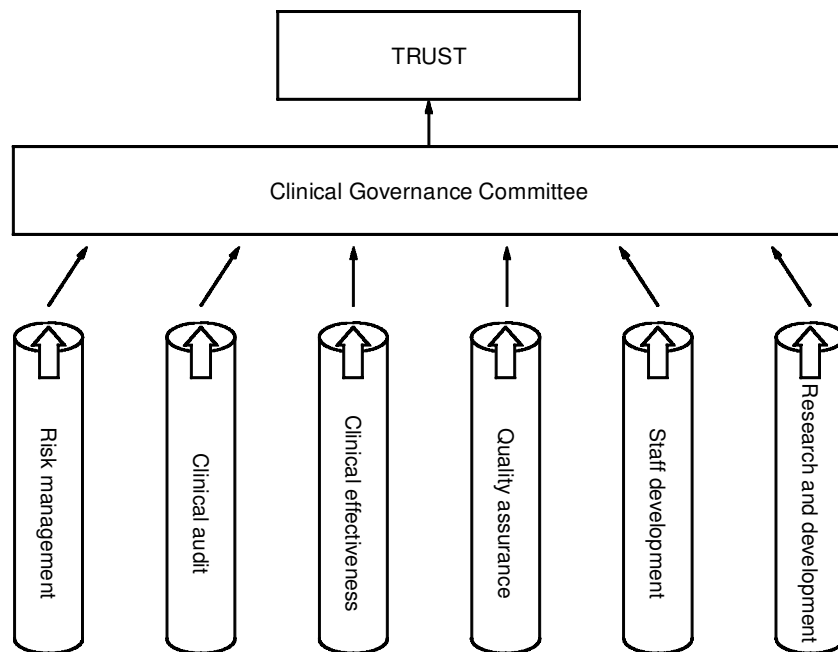 TRUST
Clinical Governance Committee
Risk management
Clinical audit
Clinical effectiveness
Quality assurance
Staff development
Research and development